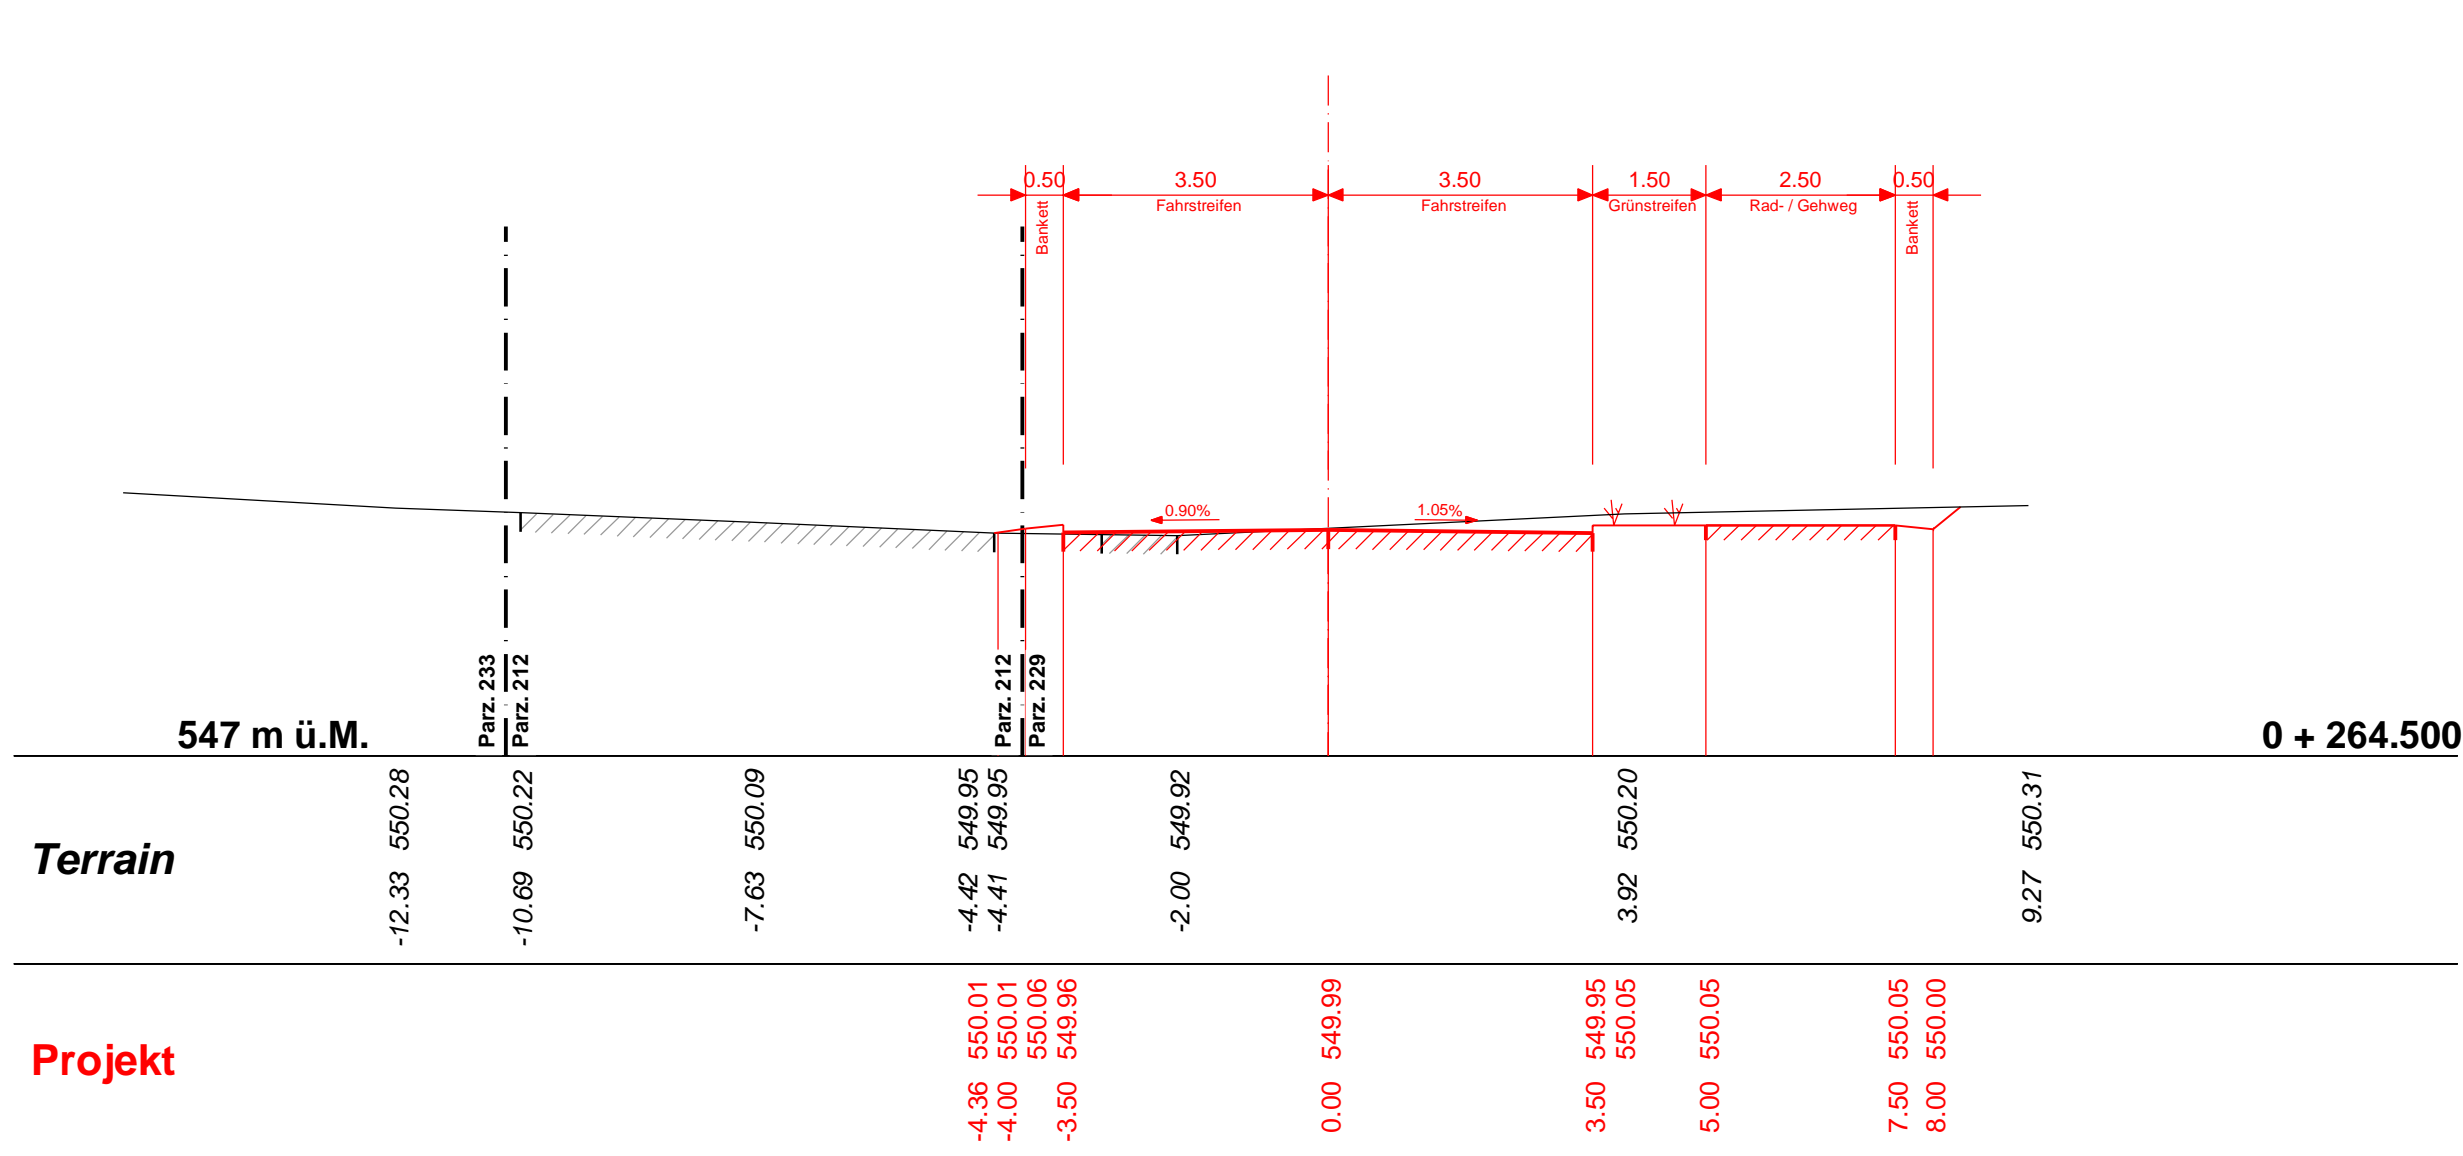 0.50 3.50 3.50 1.50 2.50 0.50
Bankett Fahrstreifen Fahrstreifen Grünstreifen Rad- / Gehweg Bankett
0.90% 1.05%
Parz. 233
Parz. 212
Parz. 212
Parz. 229
547 m ü.M. 0 + 264.500
Terrain
-12.33 550.28
-10.69 550.22
-7.63 550.09
-4.42 549.95
-4.41 549.95
-2.00 549.92
3.92 550.20
9.27 550.31
Projekt
-4.36 550.01
-4.00 550.01
550.06
-3.50 549.96
0.00 549.99
3.50 549.95
550.05
5.00 550.05
7.50 550.05
8.00 550.00